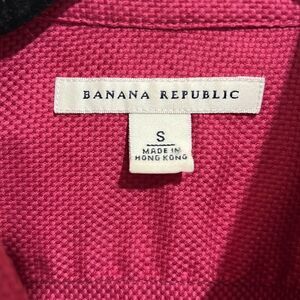 BANANA REPUBLIC
S
MADE IN
HONG KONG